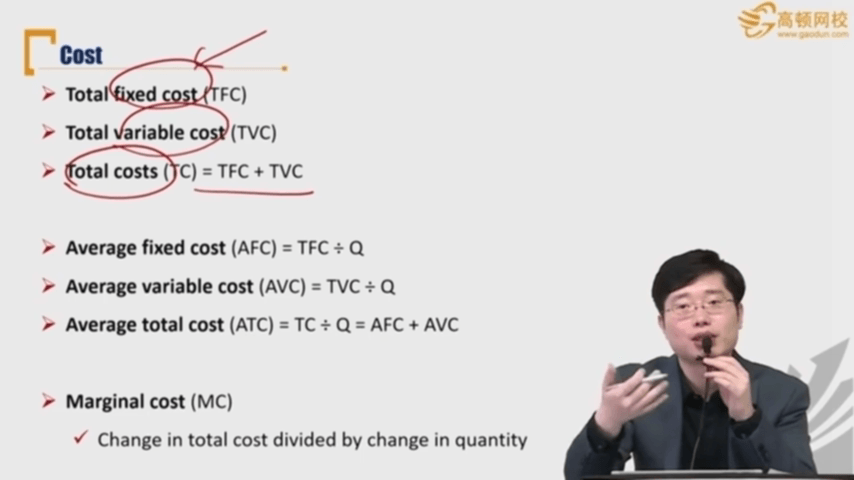 高顿网校
www.gaodun.com
Cost
Total fixed cost (TFC)
Total variable cost (TVC)
Total costs (TC) = TFC + TVC
Average fixed cost (AFC) = TFC ÷ Q
Average variable cost (AVC) = TVC ÷ Q
Average total cost (ATC) = TC ÷ Q = AFC + AVC
Marginal cost (MC)
Change in total cost divided by change in quantity